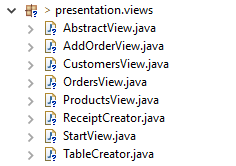 > presentation.views
AbstractView.java
AddOrderView.java
CustomersView.java
OrdersView.java
ProductsView.java
ReceiptCreator.java
StartView.java
TableCreator.java